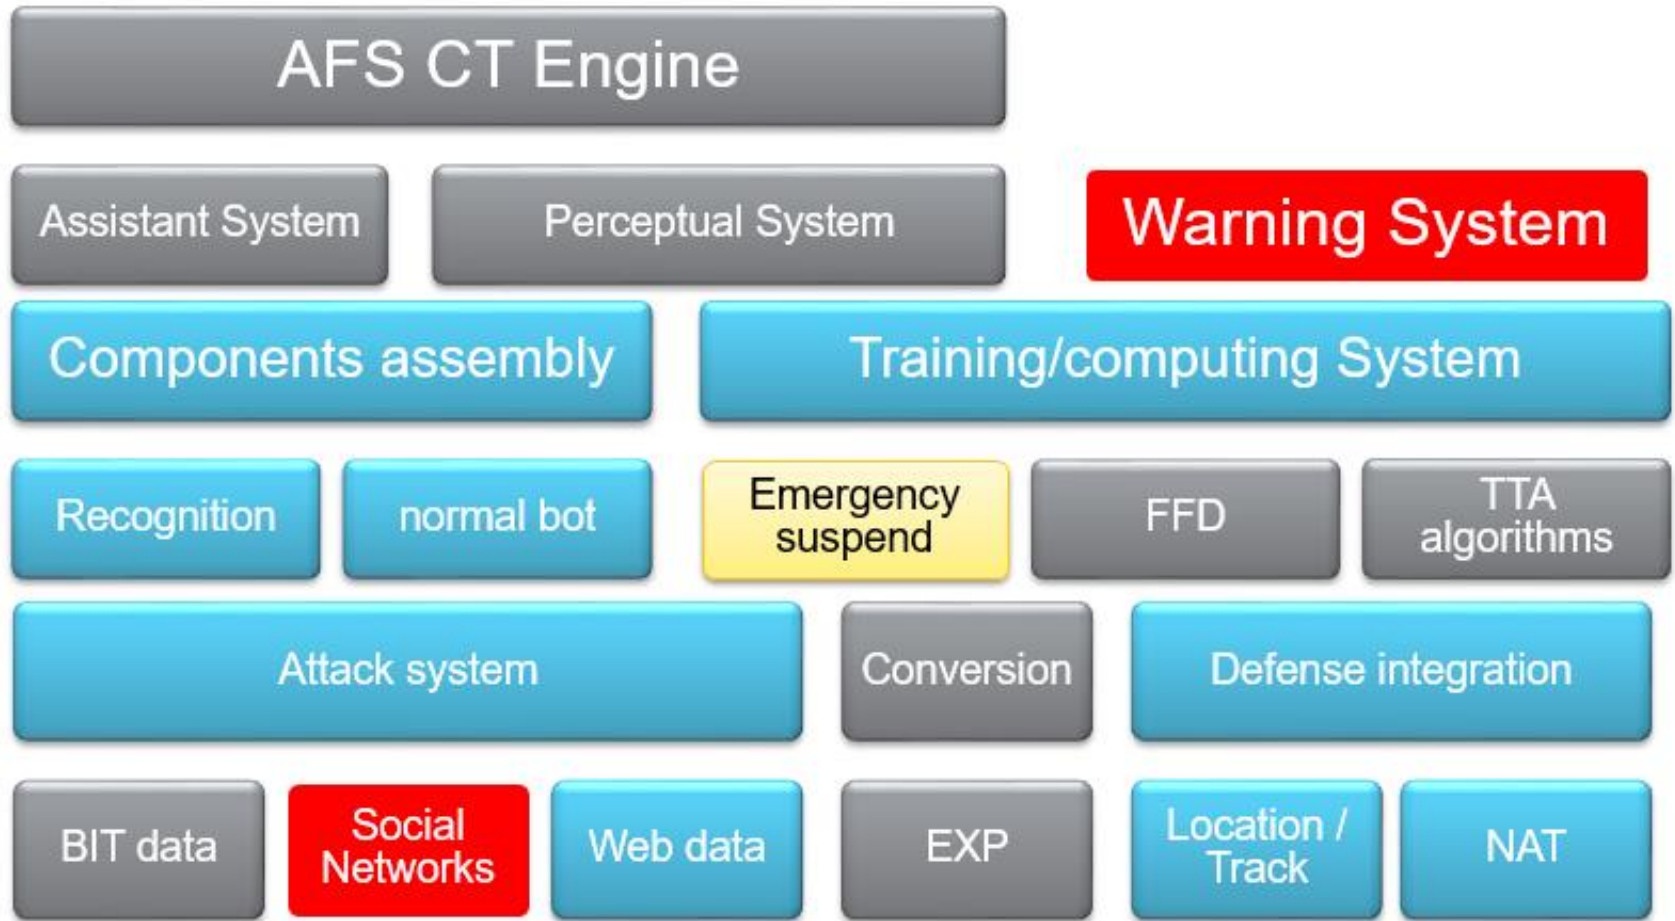 AFS CT Engine
Assistant System
Perceptual System
Warning System
Components assembly
Training/computing System
Recognition
normal bot
Emergency
suspend
FFD
TTA
algorithms
Attack system
Conversion
Defense integration
BIT data
Social
Networks
Web data
EXP
Location /
Track
NAT